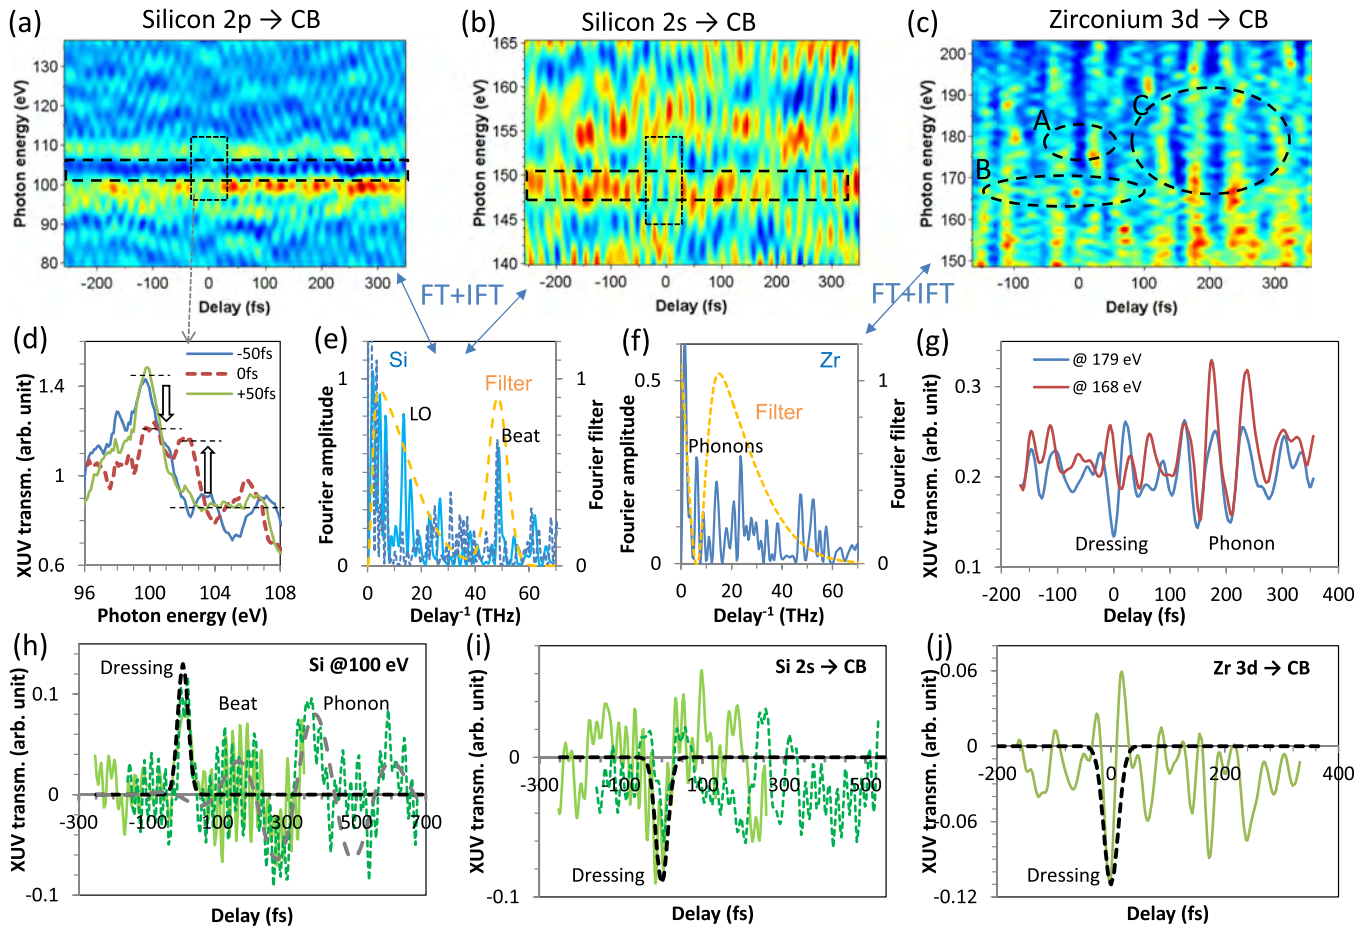 (a)
Silicon 2p → CB
Photon energy (eV)
130
120
110
100
90
80
-200
-100
0
100
200
300
Delay (fs)
(b)
Silicon 2s → CB
Photon energy (eV)
165
160
155
150
145
140
-200
-100
0
100
200
300
Delay (fs)
(c)
Zirconium 3d → CB
Photon energy (eV)
200
190
180
170
160
150
A
B
C
-100
0
100
200
300
Delay (fs)
FT+IFT
FT+IFT
(d)
XUV transm. (arb. unit)
1.4
1
0.6
-50fs
0fs
+50fs
96
98
100
102
104
106
108
Photon energy (eV)
(e)
Fourier amplitude
1
0
Si
LO
Filter
Beat
1
0
Fourier filter
0
20
40
60
Delay-1 (THz)
(f)
Fourier amplitude
0.5
0
Zr
Filter
Phonons
1
0
Fourier filter
0
20
40
60
Delay-1 (THz)
(g)
XUV transm. (arb. unit)
0.3
0.2
0.1
@ 179 eV
@ 168 eV
Dressing
Phonon
-200
-100
0
100
200
300
400
Delay (fs)
(h)
XUV transm. (arb. unit)
0.1
0
-0.1
Si @100 eV
Dressing
Beat
Phonon
-300
-100
100
300
500
700
Delay (fs)
(i)
XUV transm. (arb. unit)
0
-0.1
Si 2s → CB
Dressing
-300
-100
100
300
500
Delay (fs)
(j)
XUV transm. (arb. unit)
-0.06
0
-0.06
-0.12
Zr 3d → CB
Dressing
-200
0
200
400
Delay (fs)